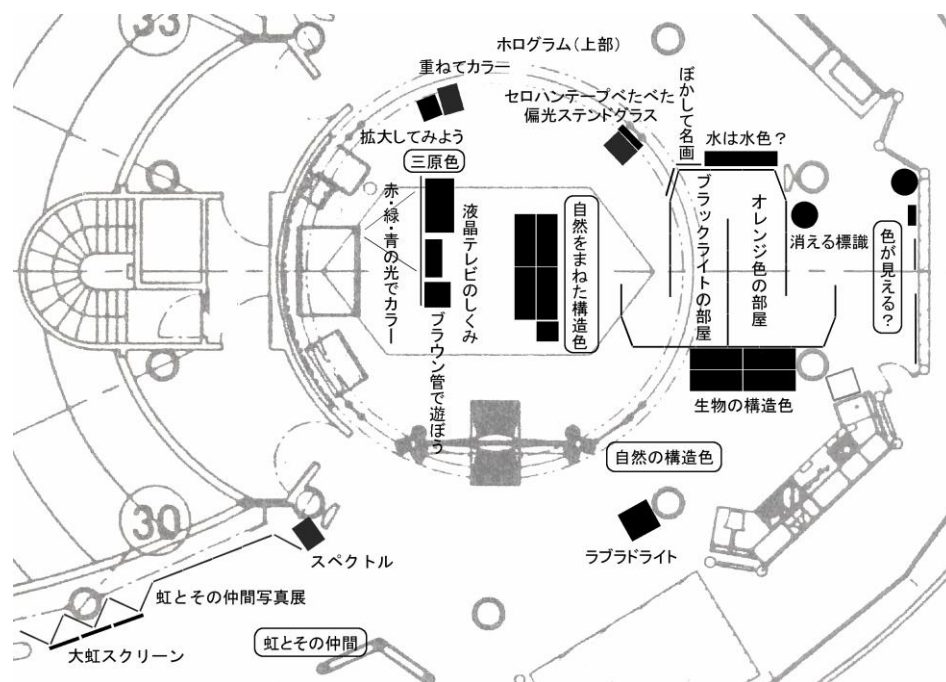 33
ホログラム(上部)
重ねてカラー
セロハンテープべたべた
偏光ステンドグラス
ぼかして名画
水は水色?
拡大してみよう
三原色
赤・緑・青の光でカラー
液晶テレビのしくみ
ブラウン管で遊ぼう
自然をまねた構造色
ブラックライトの部屋
オレンジ色の部屋
消える標識
色が見える?
生物の構造色
自然の構造色
ラブラドライト
30
スペクトル
虹とその仲間写真展
大虹スクリーン
虹とその仲間